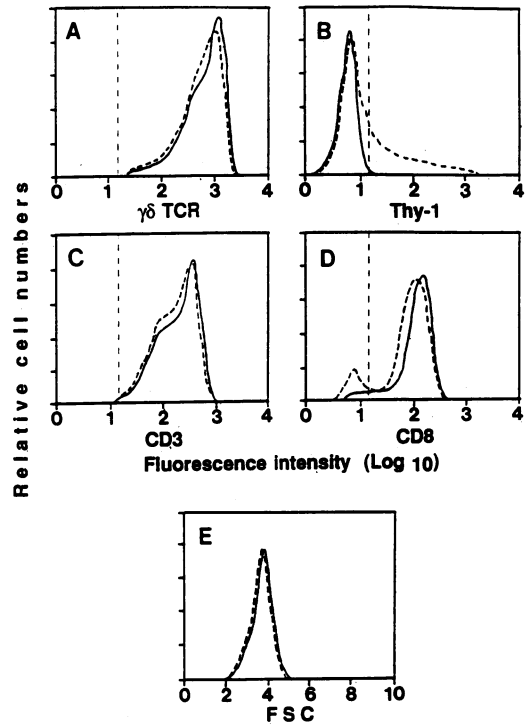 A
B
0 1 2 3 4
0 1 2 3 4
γδ TCR
Thy-1
C
D
0 1 2 3 4
0 1 2 3 4
CD3
CD8
Relative cell numbers
Fluorescence intensity (Log 10)
E
0 2 4 6 8 10
FSC